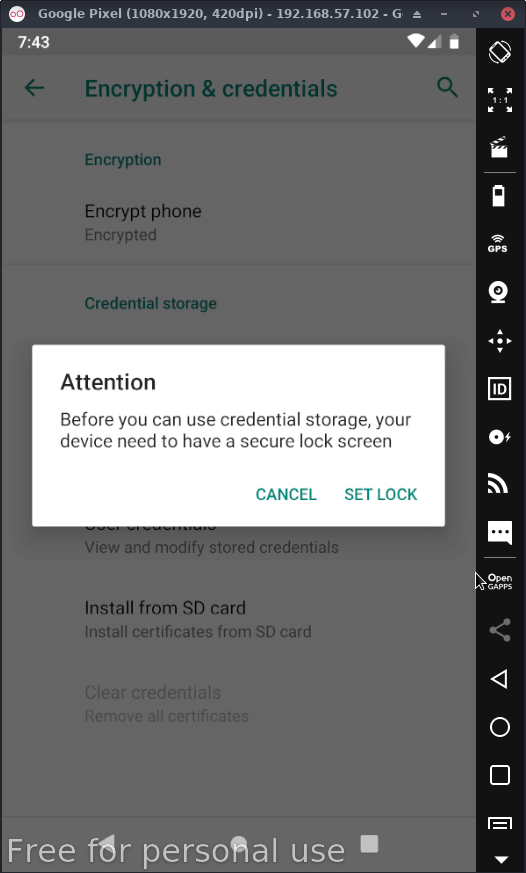 Google Pixel (1080x1920, 420dpi) - 192.168.57.102 - G
7:43
Encryption & credentials
1:1
Encryption
Encrypt phone
Encrypted
GPS
Credential storage
Attention
Before you can use credential storage, your
device need to have a secure lock screen
ID
CANCEL SET LOCK
User credentials
View and modify stored credentials
Open
GAPPS
Install from SD card
Install certificates from SD card
Clear credentials
Remove all certificates
Free for personal use